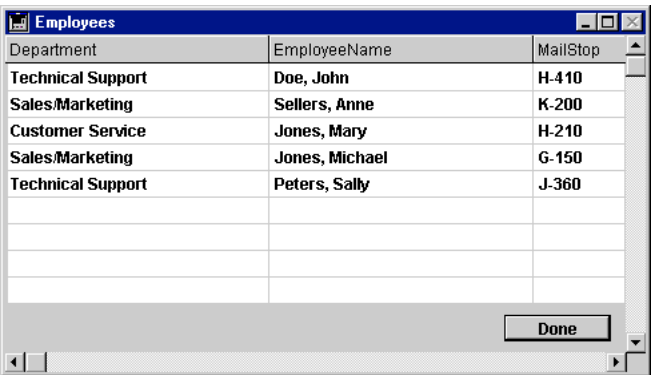 Employees
Department EmployeeName MailStop
Technical Support Doe, John H-410
Sales/Marketing Sellers, Anne K-200
Customer Service Jones, Mary H-210
Sales/Marketing Jones, Michael G-150
Technical Support Peters, Sally J-360
Done